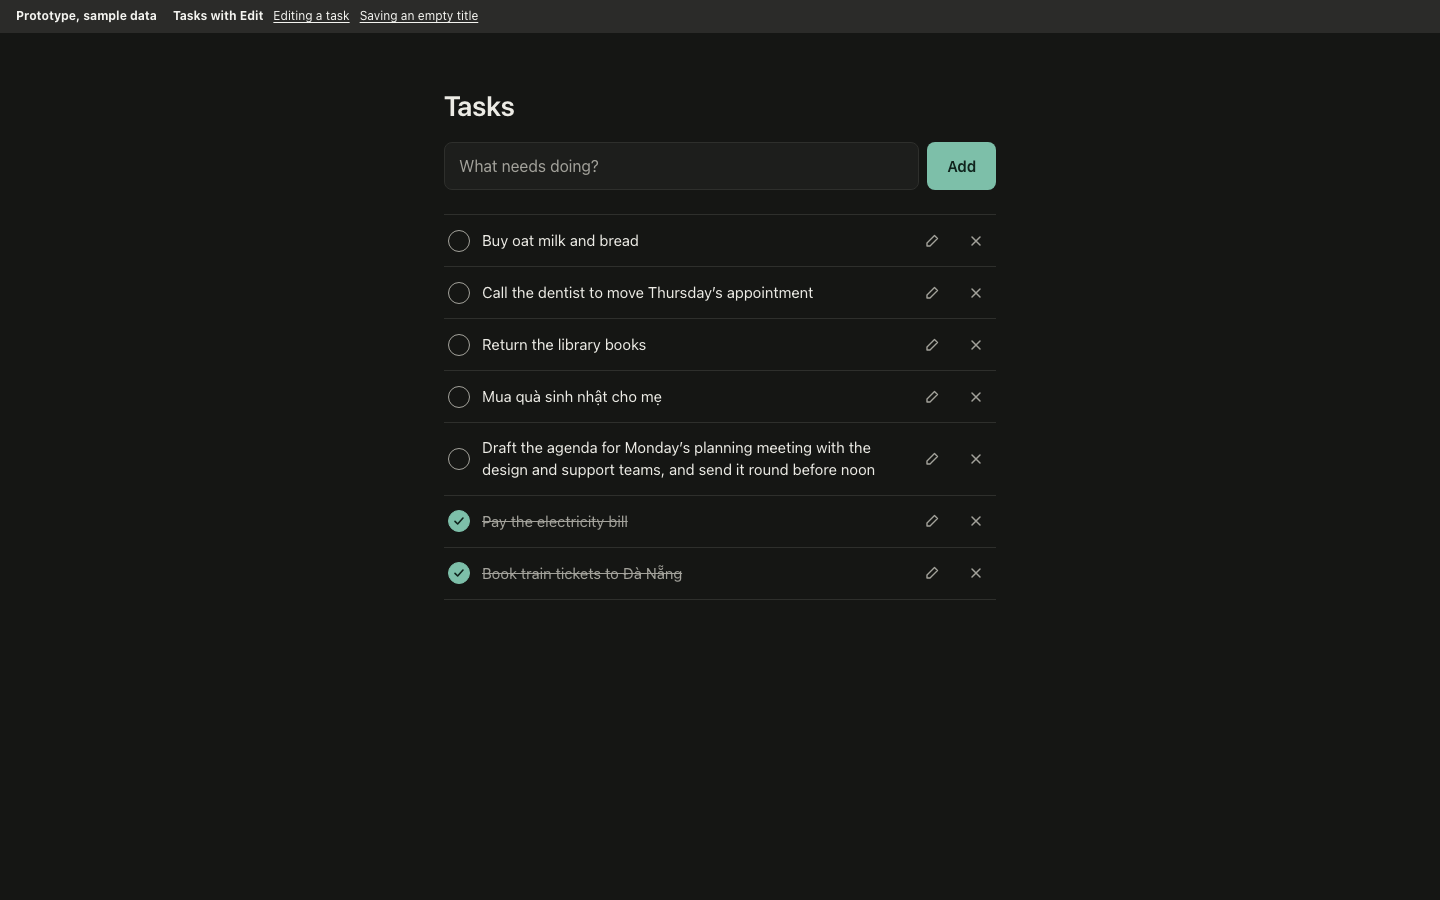 Prototype, sample data Tasks with Edit Editing a task Saving an empty title
Tasks
What needs doing? Add
Buy oat milk and bread
Call the dentist to move Thursday’s appointment
Return the library books
Mua quà sinh nhật cho mẹ
Draft the agenda for Monday’s planning meeting with the
design and support teams, and send it round before noon
Pay the electricity bill
Book train tickets to Đà Nẵng